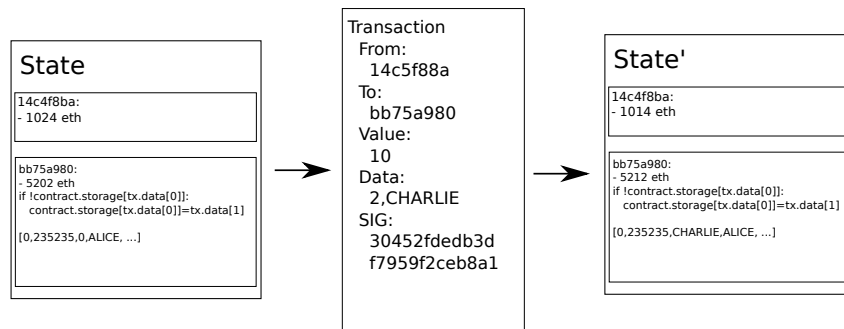 State
14c4f8ba:
- 1024 eth
bb75a980:
- 5202 eth
if !contract.storage[tx.data[0]]:
contract.storage[tx.data[0]]=tx.data[1]
[0,235235,0,ALICE, ...]
Transaction
From:
14c5f88a
To:
bb75a980
Value:
10
Data:
2,CHARLIE
SIG:
30452fdedb3d
f7959f2ceb8a1
State'
14c4f8ba:
- 1014 eth
bb75a980:
- 5212 eth
if !contract.storage[tx.data[0]]:
contract.storage[tx.data[0]]=tx.data[1]
[0,235235,CHARLIE,ALICE, ...]